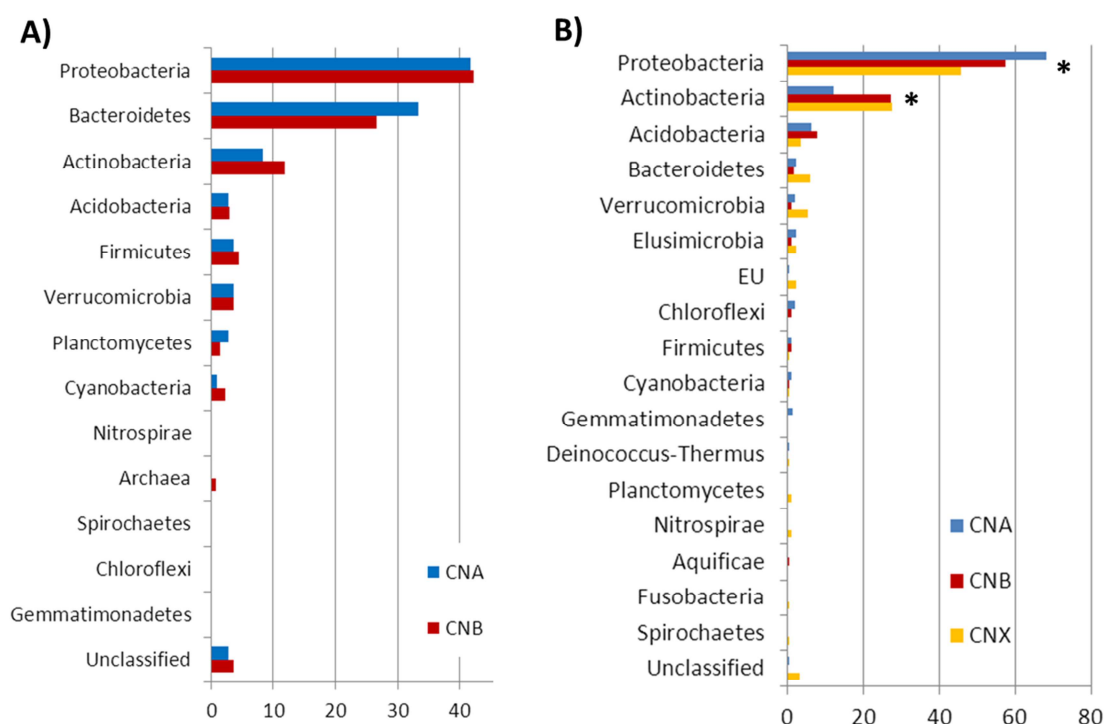 A)
Proteobacteria
Bacteroidetes
Actinobacteria
Acidobacteria
Firmicutes
Verrucomicrobia
Planctomycetes
Cyanobacteria
Nitrospirae
Archaea
Spirochaetes
Chloroflexi
Gemmatimonadetes
Unclassified
CNA
CNB
0 10 20 30 40
B)
Proteobacteria *
Actinobacteria *
Acidobacteria
Bacteroidetes
Verrucomicrobia
Elusimicrobia
EU
Chloroflexi
Firmicutes
Cyanobacteria
Gemmatimonadetes
Deinococcus-Thermus
Planctomycetes
Nitrospirae
Aquificae
Fusobacteria
Spirochaetes
Unclassified
CNA
CNB
CNX
0 20 40 60 80